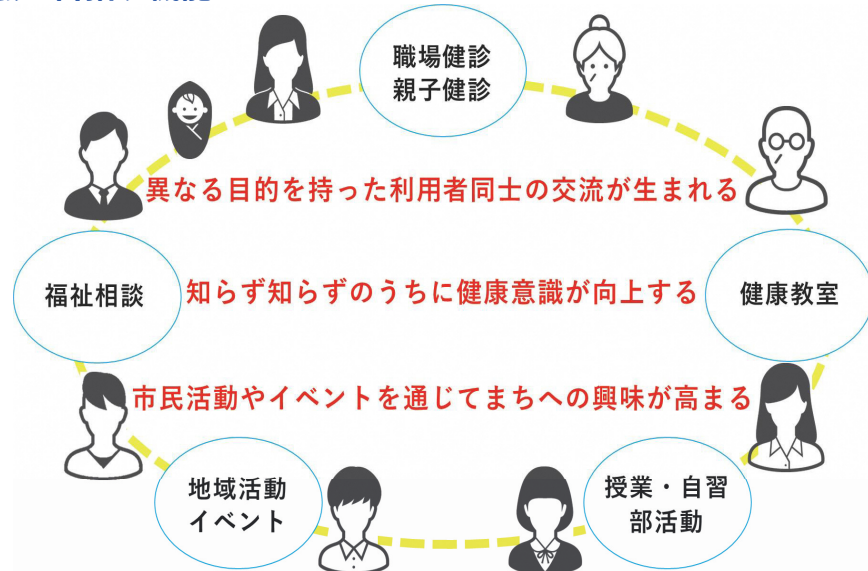 職場健診
親子健診
異なる目的を持った利用者同士の交流が生まれる
福祉相談
知らず知らずのうちに健康意識が向上する
健康教室
市民活動やイベントを通じてまちへの興味が高まる
地域活動
イベント
授業・自習
部活動